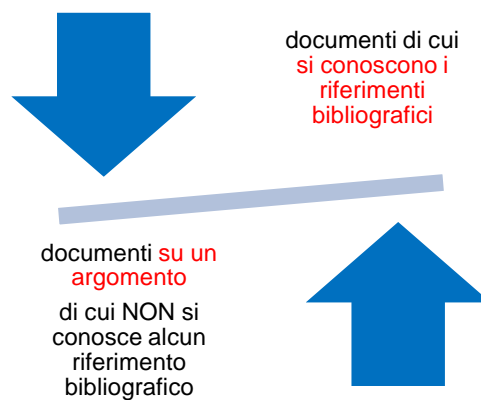 documenti di cui
si conoscono i
riferimenti
bibliografici
documenti su un
argomento
di cui NON si
conosce alcun
riferimento
bibliografico